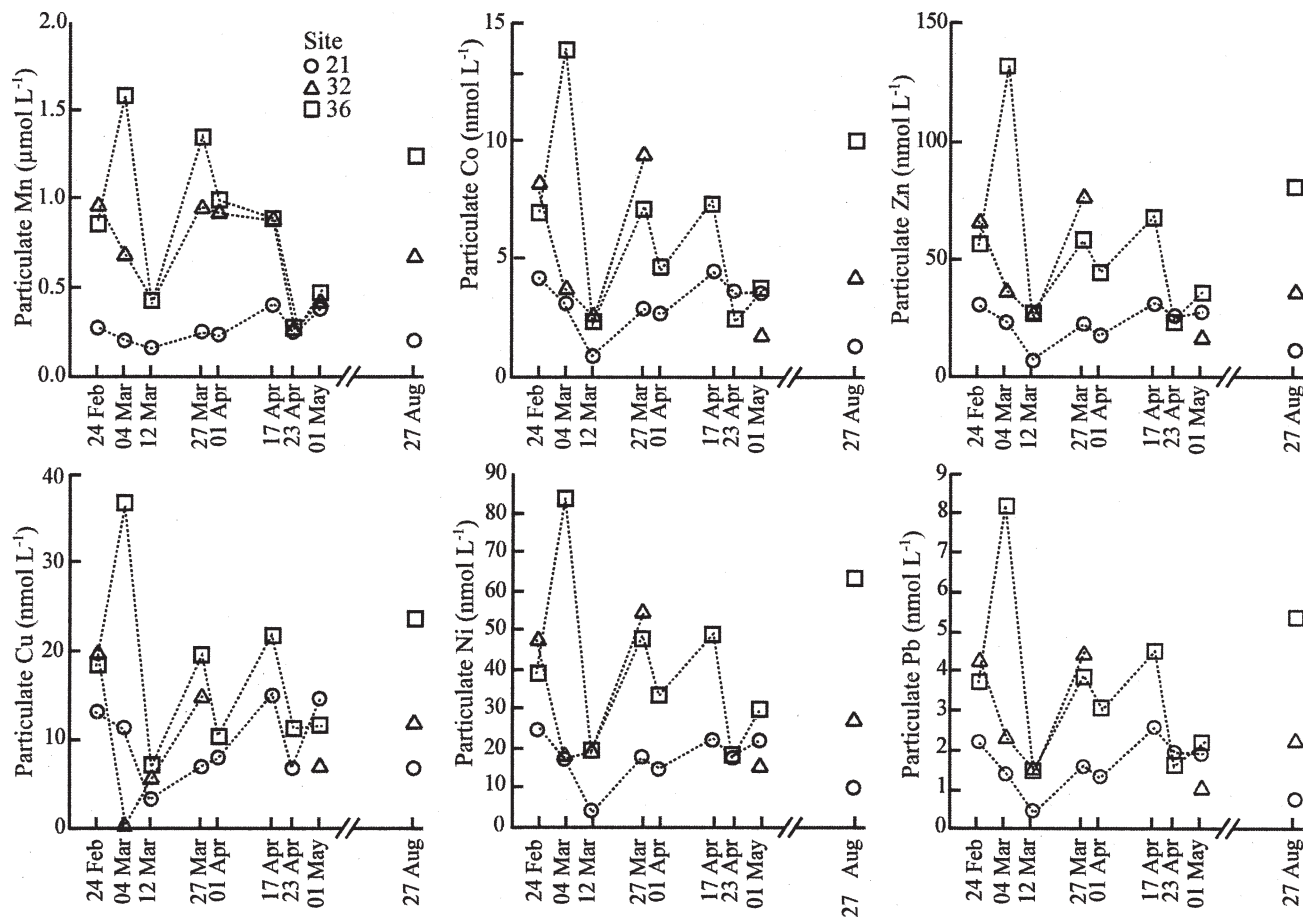 Particulate Mn (µmol L⁻¹)
2.0
1.5
1.0
0.5
0.0
Site
21
32
36
24 Feb
04 Mar
12 Mar
27 Mar
01 Apr
17 Apr
23 Apr
01 May
27 Aug
Particulate Co (nmol L⁻¹)
15
10
5
0
24 Feb
04 Mar
12 Mar
27 Mar
01 Apr
17 Apr
23 Apr
01 May
27 Aug
Particulate Zn (nmol L⁻¹)
150
100
50
0
24 Feb
04 Mar
12 Mar
27 Mar
01 Apr
17 Apr
23 Apr
01 May
27 Aug
Particulate Cu (nmol L⁻¹)
40
30
20
10
0
24 Feb
04 Mar
12 Mar
27 Mar
01 Apr
17 Apr
23 Apr
01 May
27 Aug
Particulate Ni (nmol L⁻¹)
90
80
70
60
50
40
30
20
10
0
24 Feb
04 Mar
12 Mar
27 Mar
01 Apr
17 Apr
23 Apr
01 May
27 Aug
Particulate Pb (nmol L⁻¹)
9
8
7
6
5
4
3
2
1
0
24 Feb
04 Mar
12 Mar
27 Mar
01 Apr
17 Apr
23 Apr
01 May
27 Aug